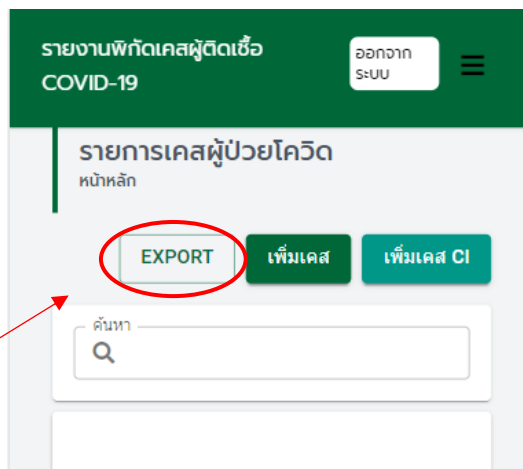 รายงานพิกัดเคสผู้ติดเชื้อ
COVID-19
ออกจาก
ระบบ
รายการเคสผู้ป่วยโควิด
หน้าหลัก
EXPORT
เพิ่มเคส
เพิ่มเคส CI
ค้นหา